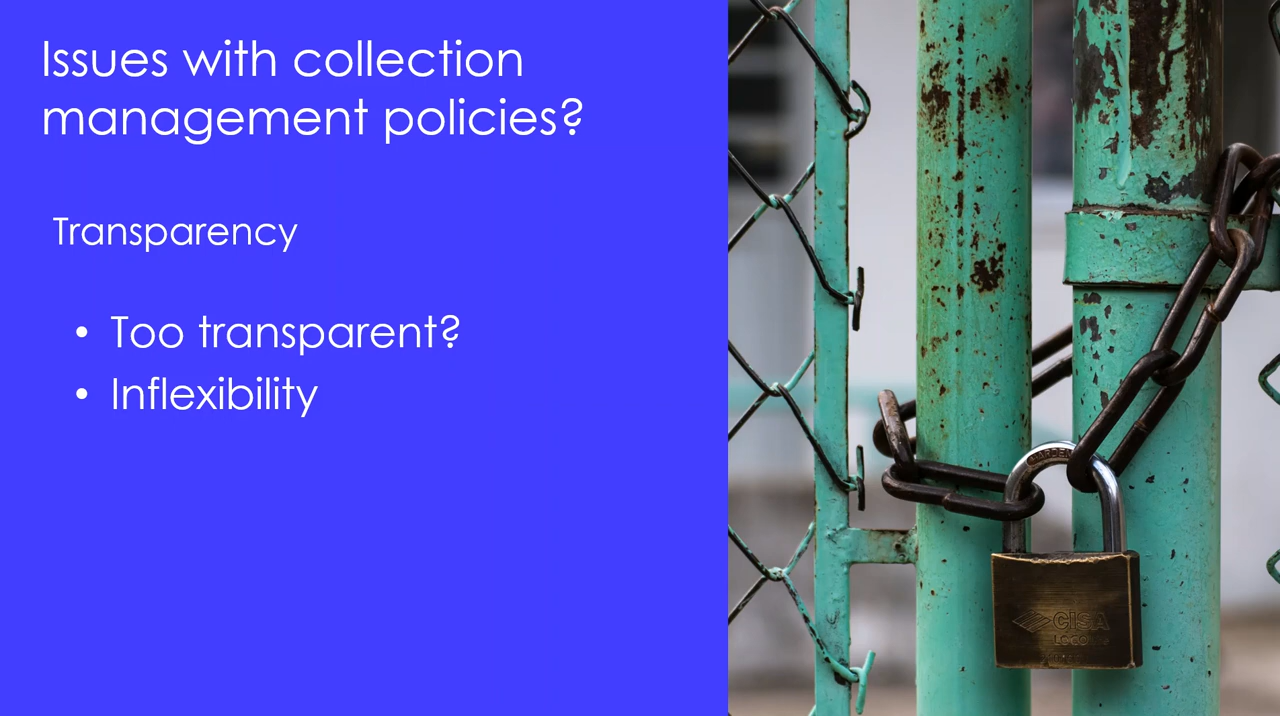 Issues with collection
management policies?
Transparency
• Too transparent?
• Inflexibility
CISA